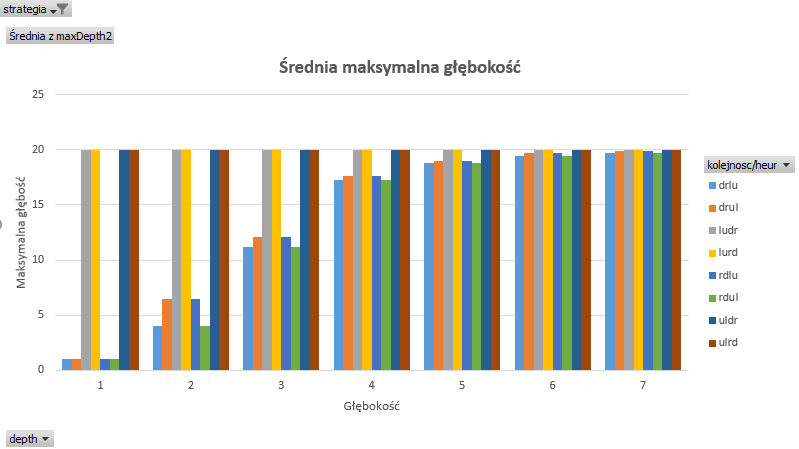 strategia
Średnia z maxDepth2
Średnia maksymalna głębokość
25
20
15
10
5
0
Maksymalna głębość
1 2 3 4 5 6 7
Głębokość
kolejnosc/heur
drlu
drul
ludr
lurd
rdlu
rdul
uldr
ulrd
depth